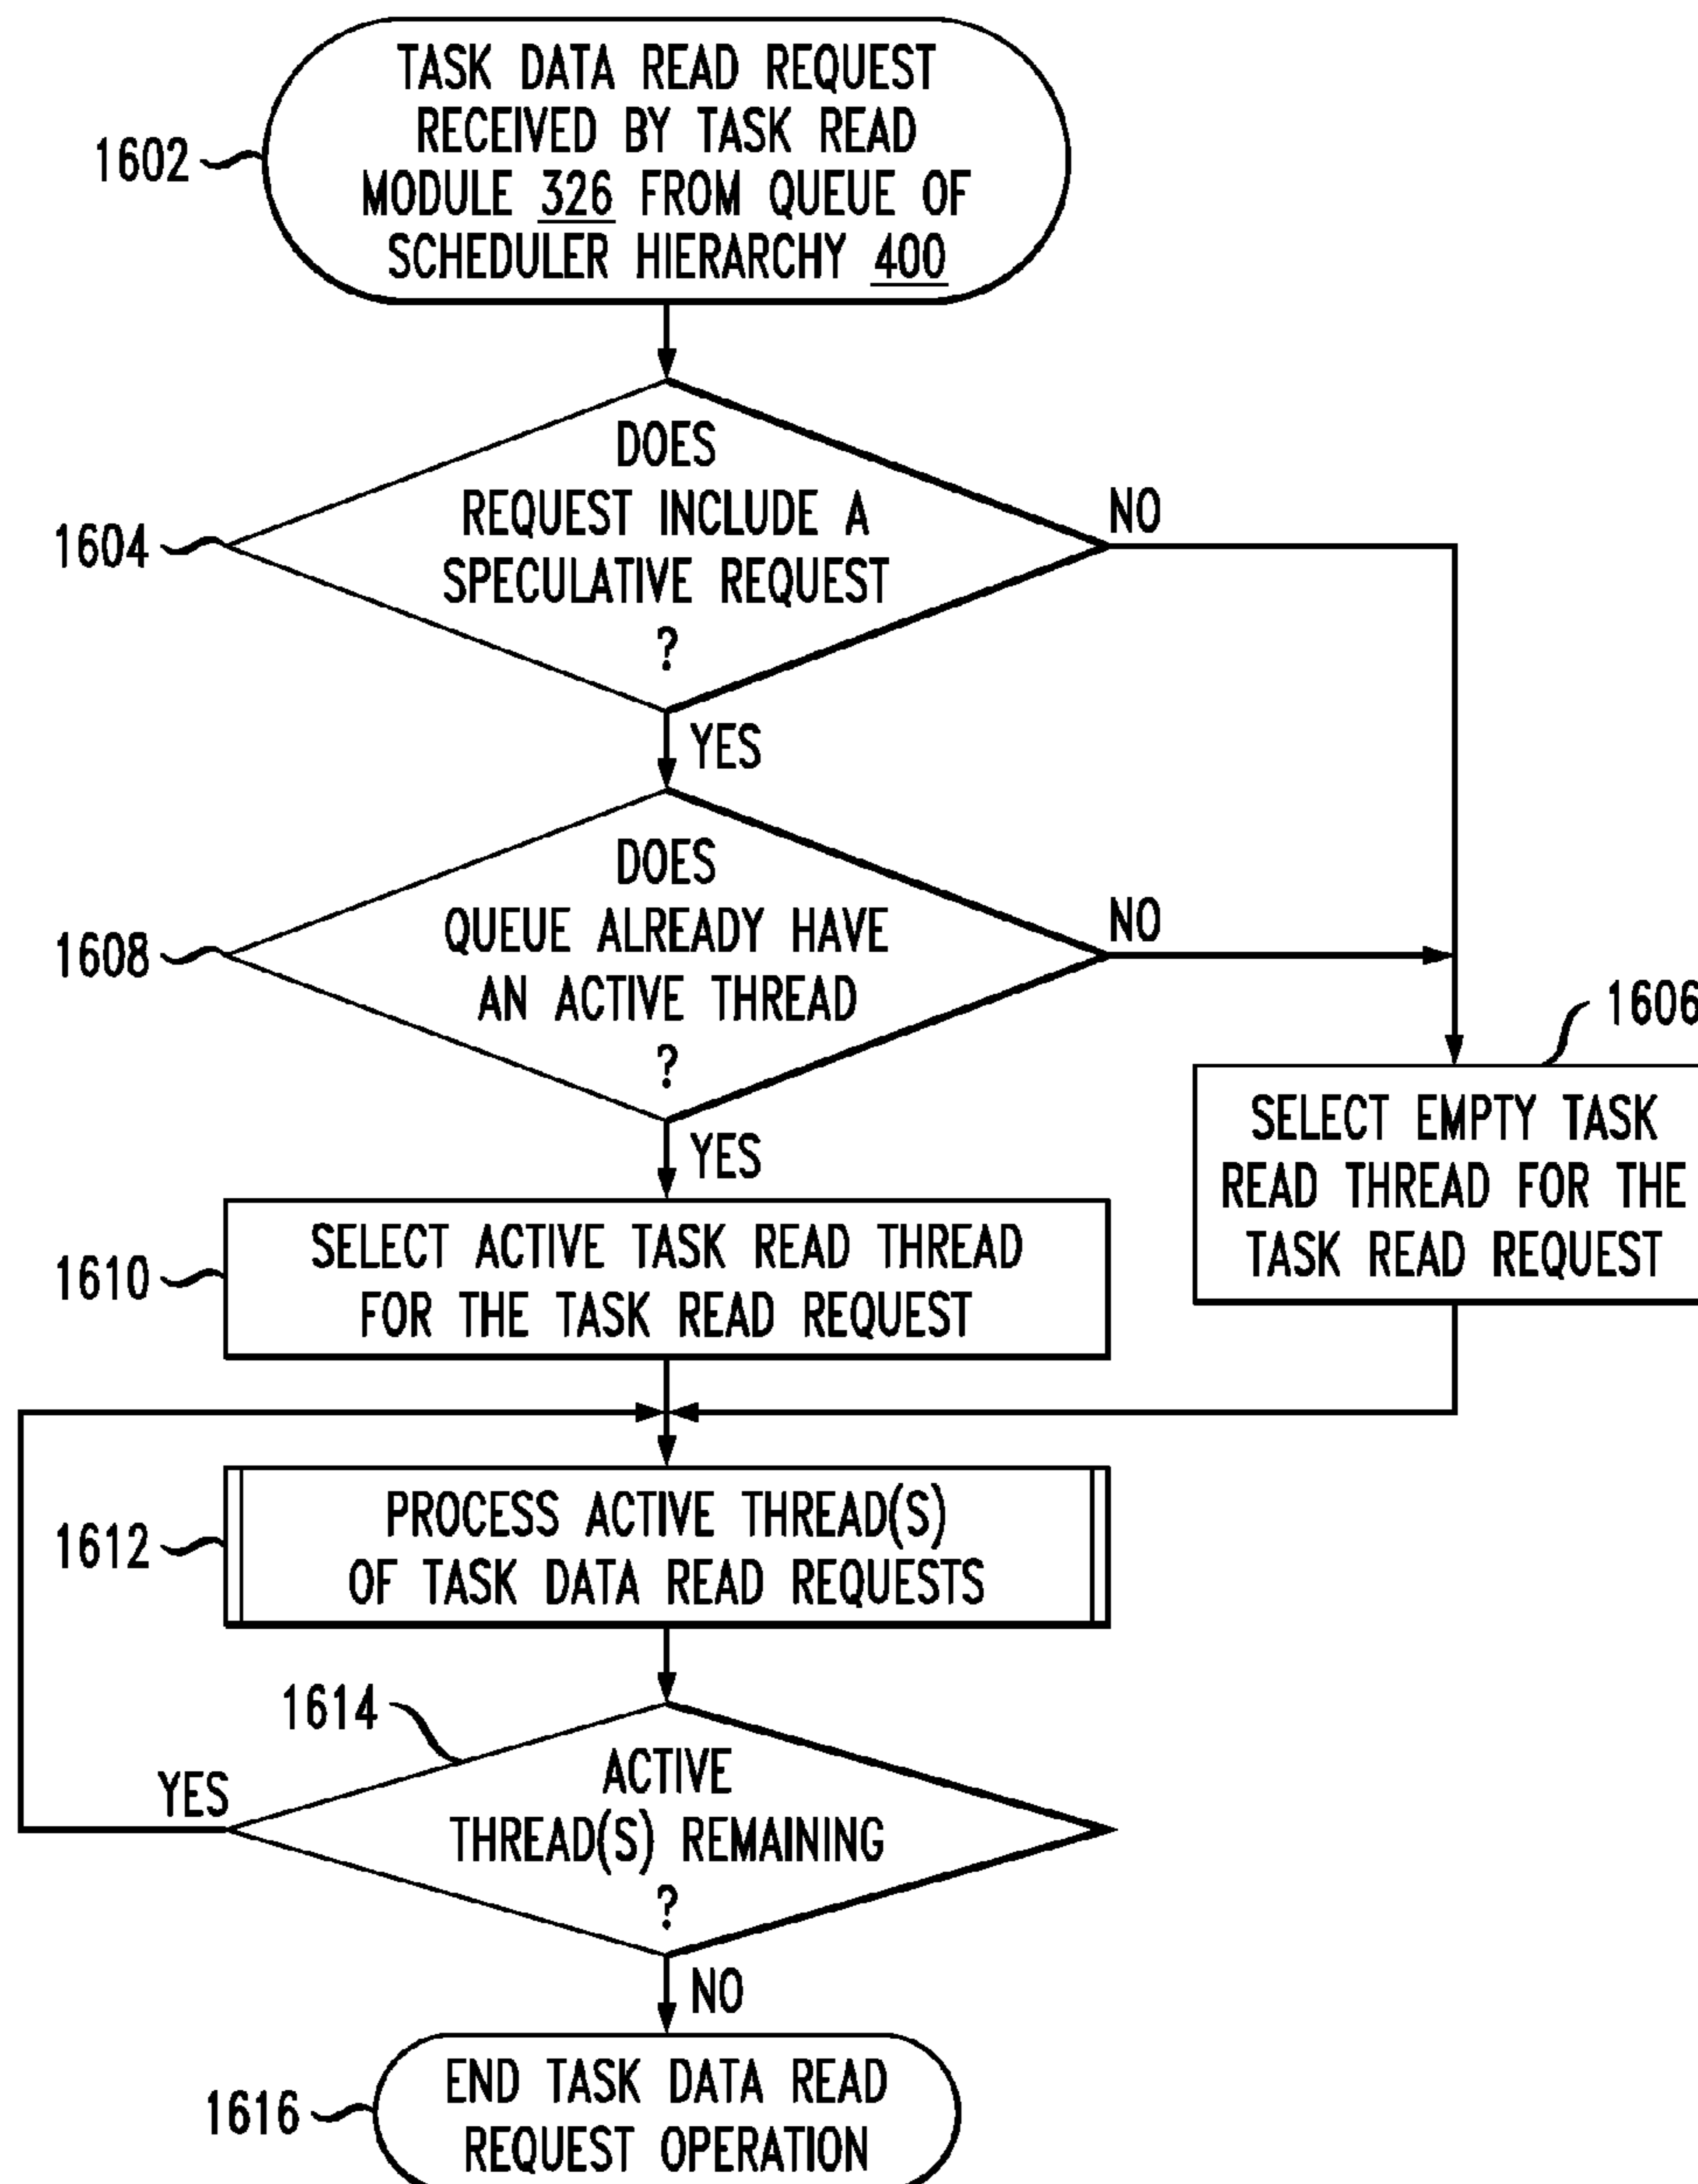 TASK DATA READ REQUEST
RECEIVED BY TASK READ
MODULE 326 FROM QUEUE OF
SCHEDULER HIERARCHY 400
1602
DOES
REQUEST INCLUDE A
SPECULATIVE REQUEST
?
1604
NO
YES
DOES
QUEUE ALREADY HAVE
AN ACTIVE THREAD
?
1608
NO
YES
1606
SELECT EMPTY TASK
READ THREAD FOR THE
TASK READ REQUEST
SELECT ACTIVE TASK READ THREAD
FOR THE TASK READ REQUEST
1610
PROCESS ACTIVE THREAD(S)
OF TASK DATA READ REQUESTS
1612
1614
ACTIVE
THREAD(S) REMAINING
?
YES
NO
END TASK DATA READ
REQUEST OPERATION
1616